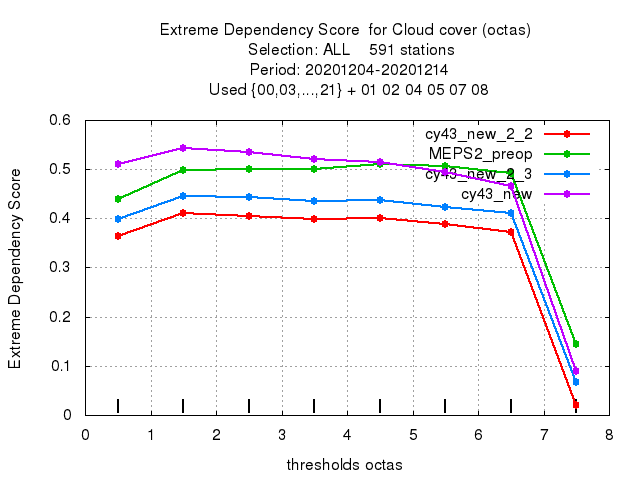 Extreme Dependency Score  for Cloud cover (octas)
Selection: ALL    591 stations
Period: 20201204-20201214
Used {00,03,...,21} + 01 02 04 05 07 08
cy43_new_2_2
MEPS2_preop
cy43_new_2_3
cy43_new
Extreme Dependency Score
0.6
0.5
0.4
0.3
0.2
0.1
0
0 1 2 3 4 5 6 7 8
thresholds octas